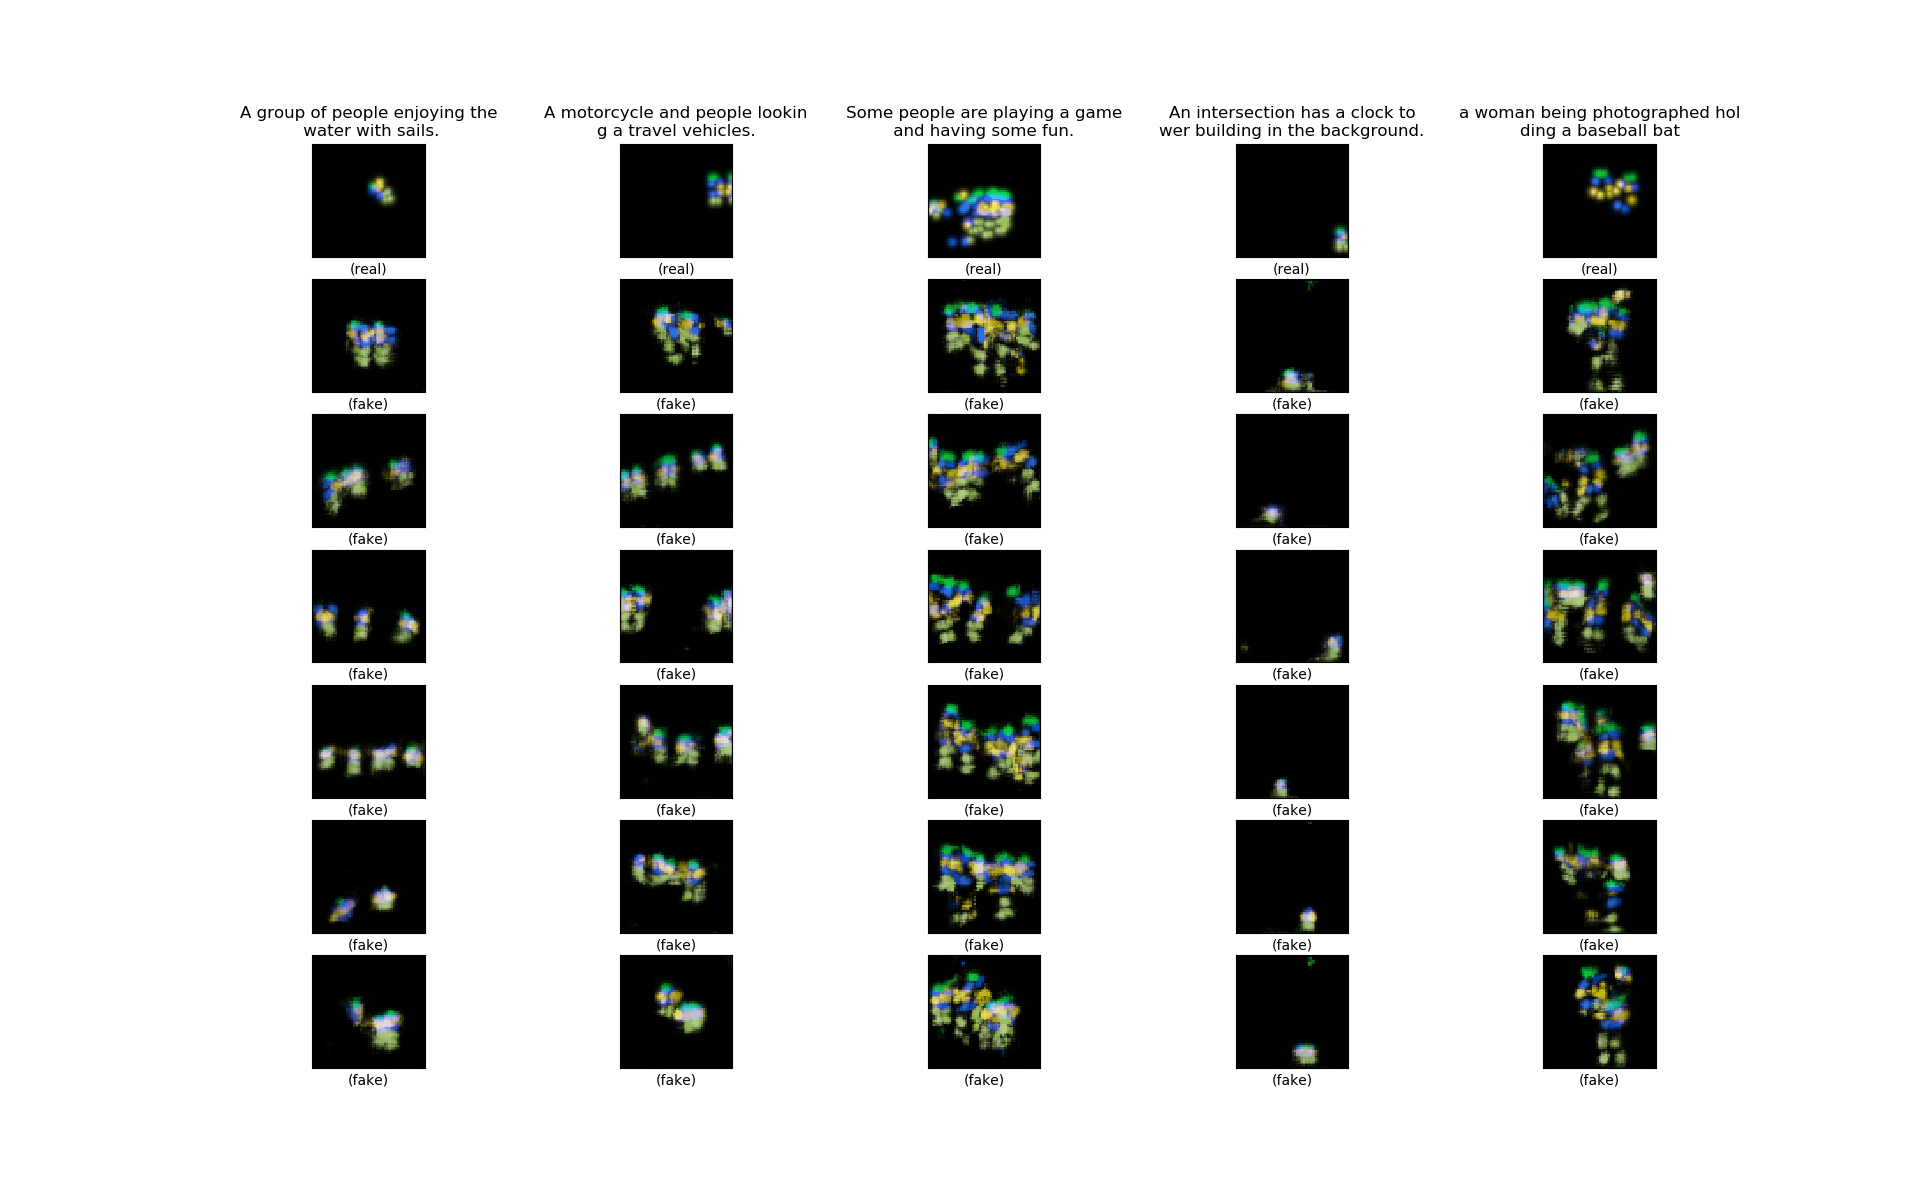 A group of people enjoying the
water with sails.
A motorcycle and people lookin
g a travel vehicles.
Some people are playing a game
and having some fun.
An intersection has a clock to
wer building in the background.
a woman being photographed hol
ding a baseball bat
(real) (real) (real) (real) (real)
(fake) (fake) (fake) (fake) (fake)
(fake) (fake) (fake) (fake) (fake)
(fake) (fake) (fake) (fake) (fake)
(fake) (fake) (fake) (fake) (fake)
(fake) (fake) (fake) (fake) (fake)
(fake) (fake) (fake) (fake) (fake)